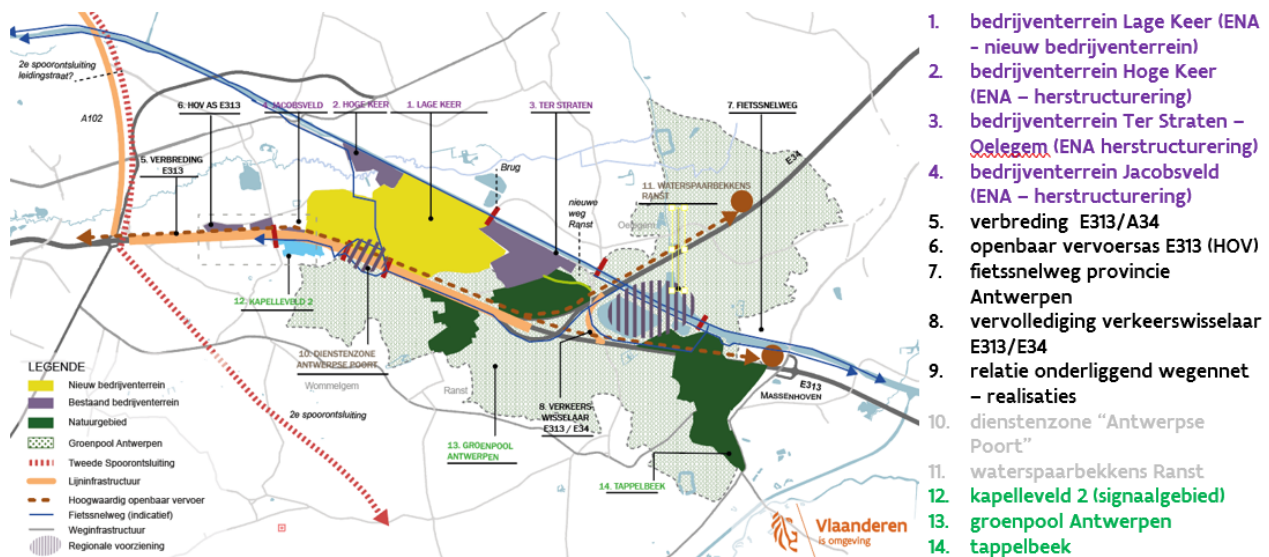 2e spoorontsluiting
leidingstraat?
A102
6. HOV AS E313
4. JACOBSVELD
2. HOGE KEER
1. LAGE KEER
3. TER STRATEN
7. FIETSSNELWEG
5. VERBREDING
E313
Brug
E34
11. WATERSPAARBEKKENS
RANST
nieuwe
weg
Ranst
Oelegem
12. KAPELLEVELD 2
10. DIENSTENZONE
ANTWERPSE POORT
Wommelgem
Ranst
E313
MASSENHOVEN
8. VERKEERS-
WISSELAAR
E313 / E34
2e spoorontsluiting
13. GROENPOOL
ANTWERPEN
14. TAPPELBEEK
LEGENDE
Nieuw bedrijventerrein
Bestaand bedrijventerrein
Natuurgebied
Groenpool Antwerpen
Tweede Spoorontsluiting
Lijninfrastructuur
Hoogwaardig openbaar vervoer
Fietssnelweg (indicatief)
Weginfrastructuur
Regionale voorziening
Vlaanderen
is omgeving
1. bedrijventerrein Lage Keer (ENA
- nieuw bedrijventerrein)
2. bedrijventerrein Hoge Keer
(ENA – herstructurering)
3. bedrijventerrein Ter Straten –
Oelegem (ENA herstructurering)
4. bedrijventerrein Jacobsveld
(ENA – herstructurering)
5. verbreding E313/A34
6. openbaar vervoersas E313 (HOV)
7. fietssnelweg provincie
Antwerpen
8. vervollediging verkeerswisselaar
E313/E34
9. relatie onderliggend wegennet
– realisaties
10. dienstenzone “Antwerpse
Poort”
11. waterspaarbekkens Ranst
12. kapelleveld 2 (signaalgebied)
13. groenpool Antwerpen
14. tappelbeek